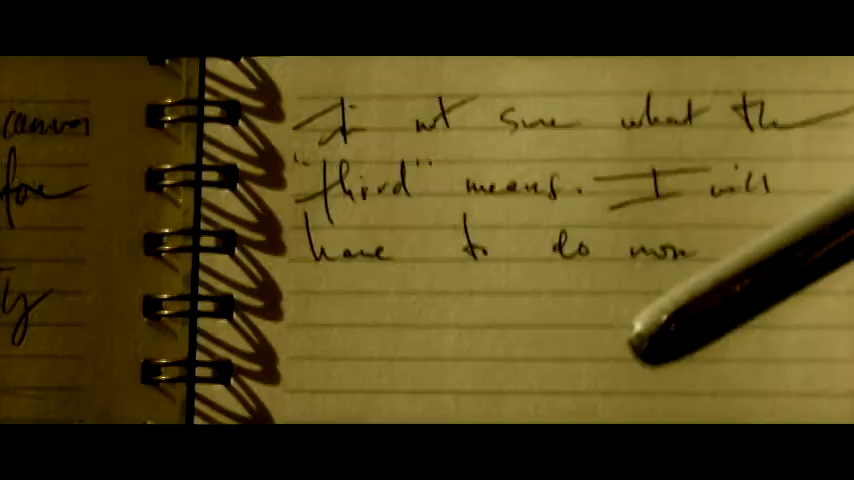 I not sure what the
"third" means. I will
have to do more